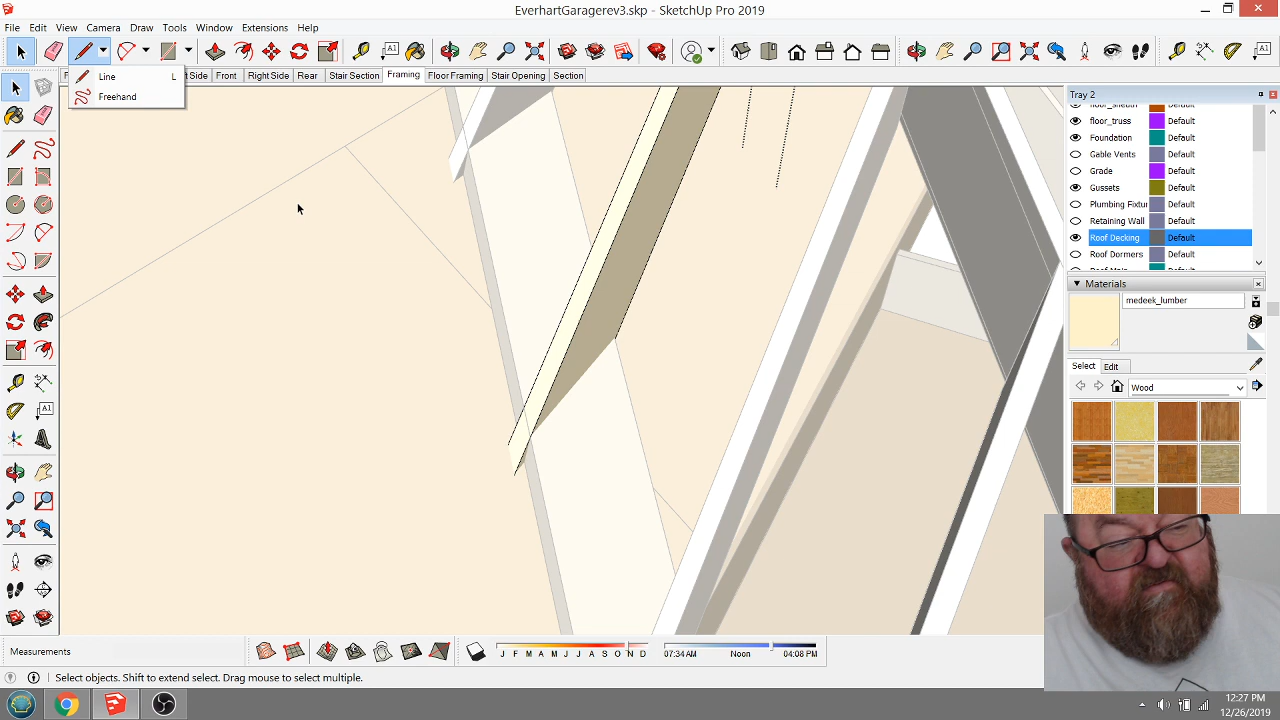 EverhartGaragerev3.skp - SketchUp Pro 2019
File Edit View Camera Draw Tools Window Extensions Help
Side Front Right Side Rear Stair Section Framing Floor Framing Stair Opening Section
Line L
Freehand
Tray 2
floor_truss Default
Foundation Default
Gable Vents Default
Grade Default
Gussets Default
Plumbing Fixtur Default
Retaining Wall Default
Roof Decking Default
Roof Dormers Default
Materials
medeek_lumber
Select Edit
Wood
Measurements
J F M A M J J A S O N D
07:34 AM Noon 04:08 PM
Select objects. Shift to extend select. Drag mouse to select multiple.
12:27 PM
12/26/2019